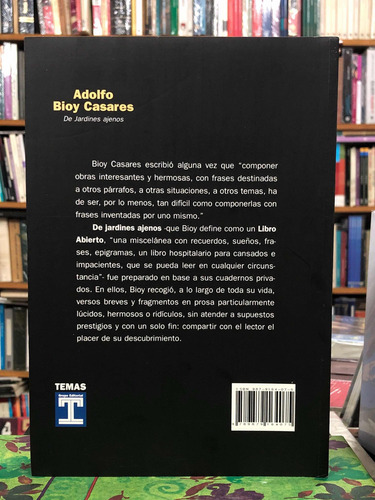 Adolfo
Bioy Casares
De Jardines ajenos
Bioy Casares escribió alguna vez que “componer
obras interesantes y hermosas, con frases destinadas
a otros párrafos, a otras situaciones, a otros temas, ha
de ser, por lo menos, tan difícil como componerlas con
frases inventadas por uno mismo.”
De jardines ajenos -que Bioy define como un Libro
Abierto, “una miscelánea con recuerdos, sueños, fra-
ses, epigramas, un libro hospitalario para cansados e
impacientes, que se pueda leer en cualquier circuns-
tancia”- fue preparado en base a sus cuadernos priva-
dos. En ellos, Bioy recogió, a lo largo de toda su vida,
versos breves y fragmentos en prosa particularmente
lúcidos, hermosos o ridículos, sin atender a supuestos
prestigios y con un solo fin: compartir con el lector el
placer de su descubrimiento.
TEMAS
Grupo Editorial
T